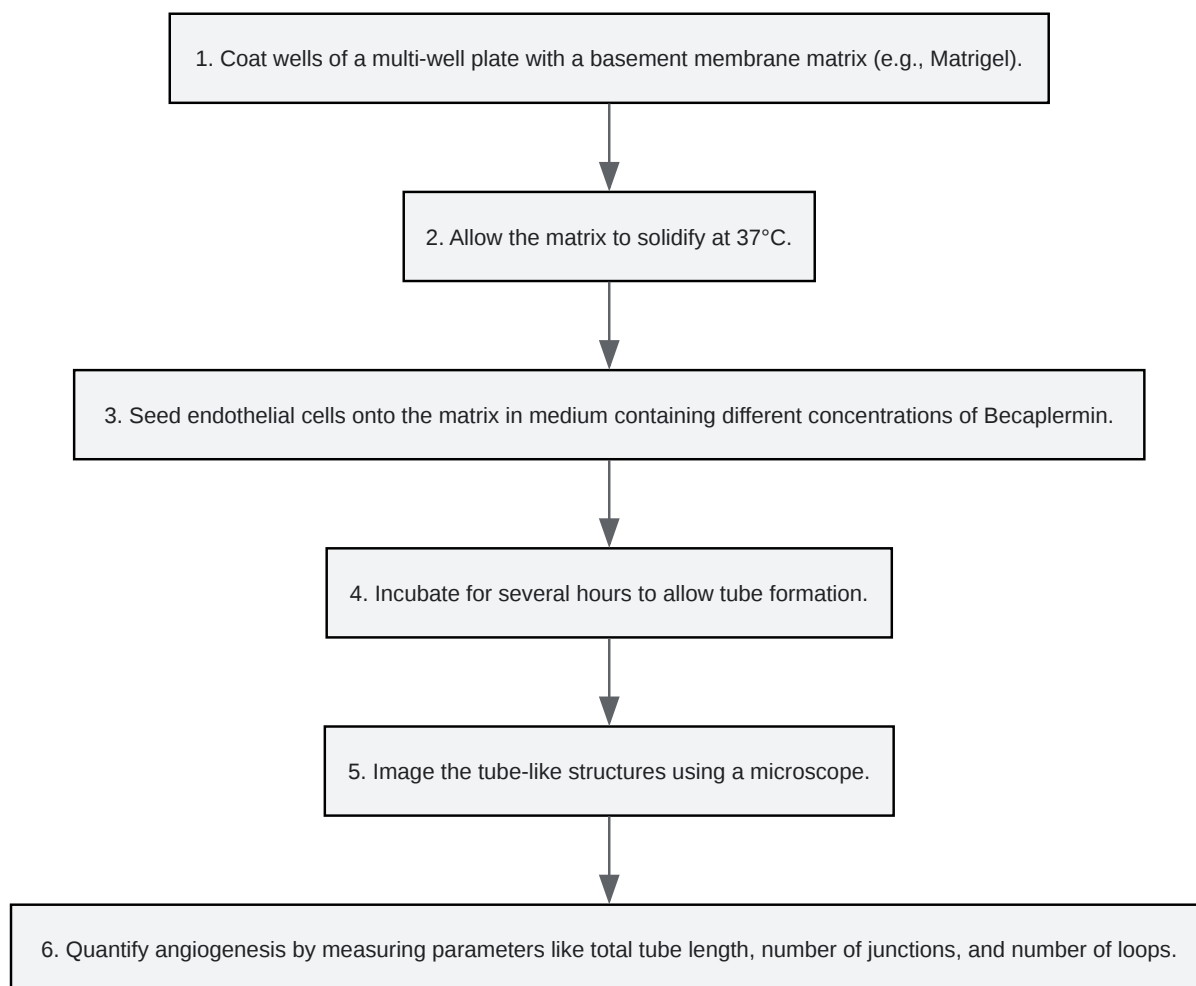 1. Coat wells of a multi-well plate with a basement membrane matrix (e.g., Matrigel).
2. Allow the matrix to solidify at 37°C.
3. Seed endothelial cells onto the matrix in medium containing different concentrations of Becaplermin.
4. Incubate for several hours to allow tube formation.
5. Image the tube-like structures using a microscope.
6. Quantify angiogenesis by measuring parameters like total tube length, number of junctions, and number of loops.